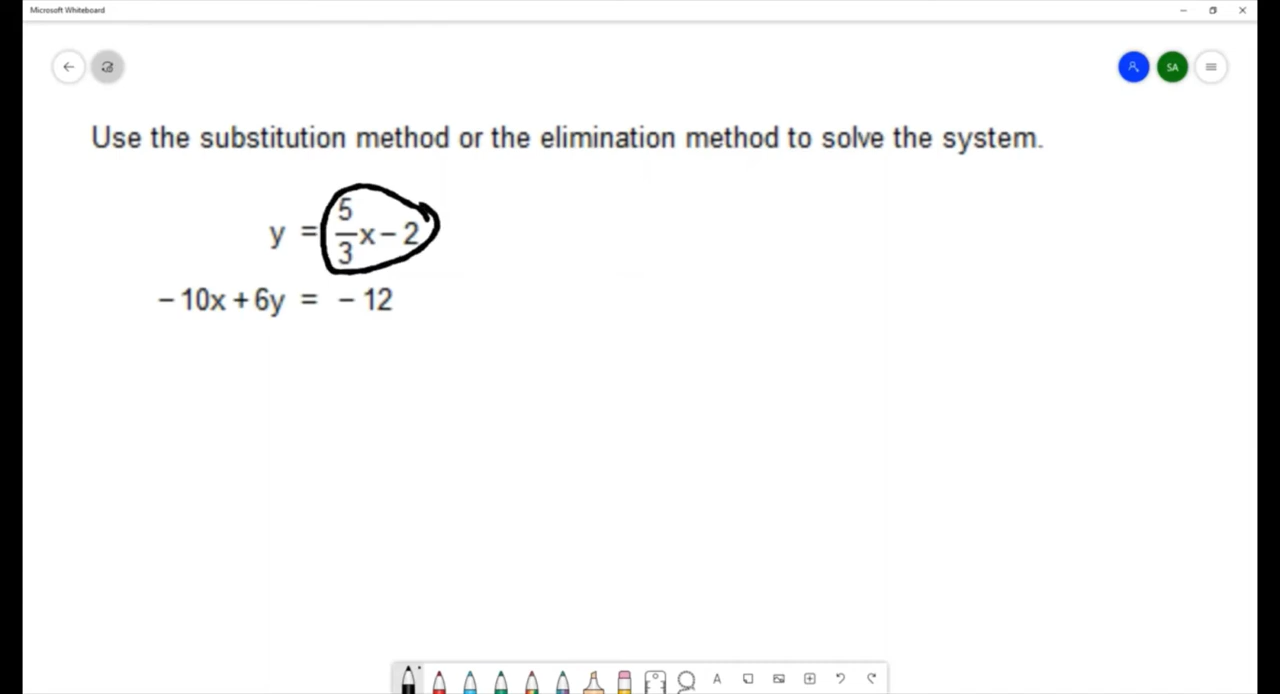 Microsoft Whiteboard
SA
Use the substitution method or the elimination method to solve the system.
y = 5/3 x − 2
− 10x + 6y = − 12
A